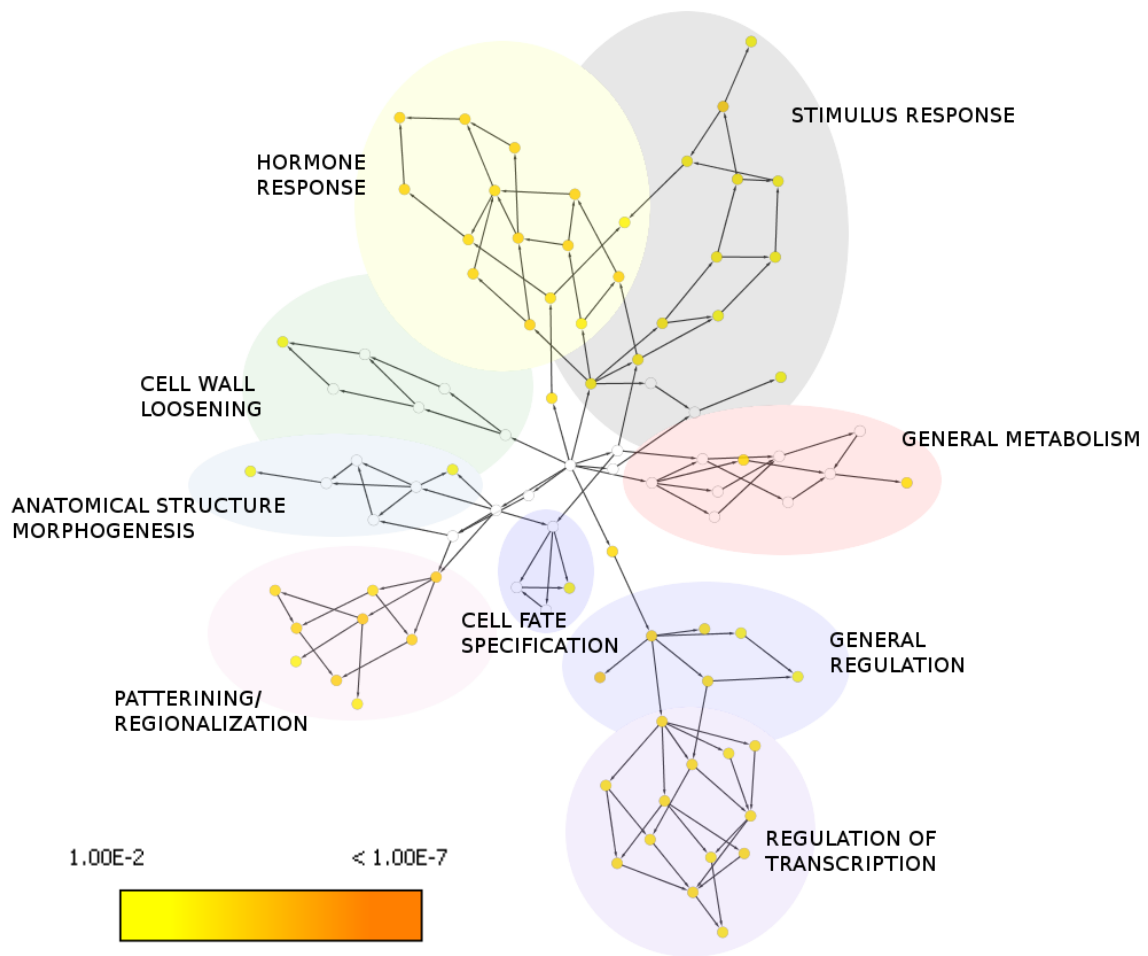 STIMULUS RESPONSE
HORMONE
RESPONSE
CELL WALL
LOOSENING
GENERAL METABOLISM
ANATOMICAL STRUCTURE
MORPHOGENESIS
CELL FATE
SPECIFICATION
GENERAL
REGULATION
PATTERINING/
REGIONALIZATION
REGULATION OF
TRANSCRIPTION
1.00E-2
< 1.00E-7